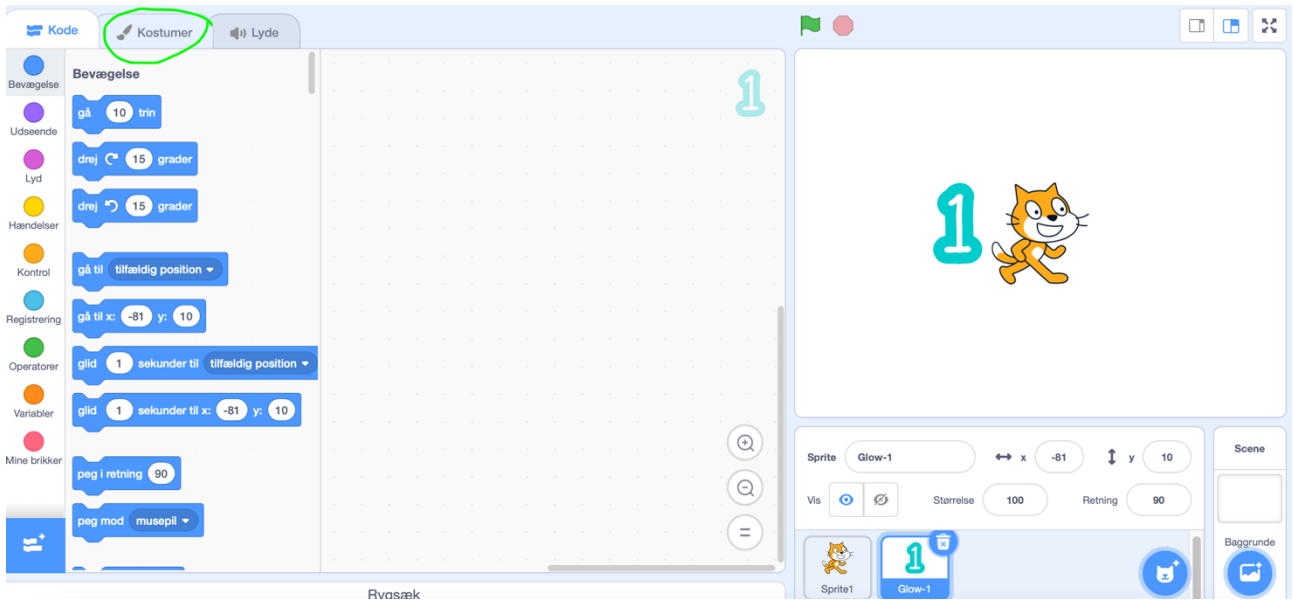 Kode
Kostumer
Lyde
Bevægelse
Udseende
Lyd
Hændelser
Kontrol
Registrering
Operatorer
Variabler
Mine brikker
Bevægelse
gå 10 trin
drej 15 grader
drej 15 grader
gå til tilfældig position
gå til x: -81 y: 10
glid 1 sekunder til tilfældig position
glid 1 sekunder til x: -81 y: 10
peg i retning 90
peg mod musepil
1
Rygsæk
1
Sprite Glow-1 x -81 y 10
Vis Størrelse 100 Retning 90
Sprite1
1
Glow-1
Scene
Baggrunde